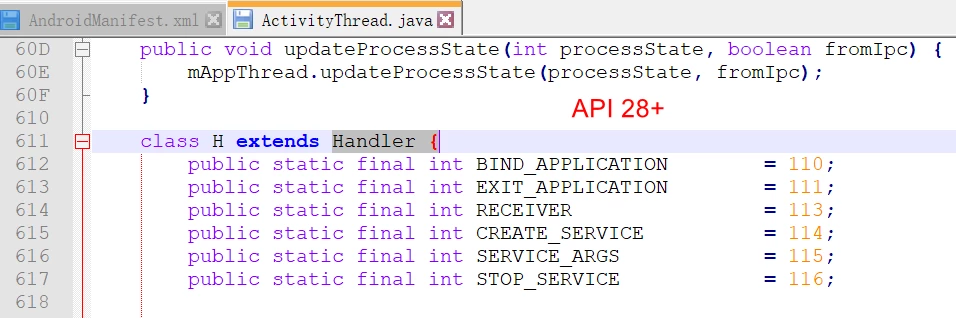 AndroidManifest.xml ActivityThread.java
60D public void updateProcessState(int processState, boolean fromIpc) {
60E mAppThread.updateProcessState(processState, fromIpc);
60F }
610
API 28+
611 class H extends Handler {
612 public static final int BIND_APPLICATION = 110;
613 public static final int EXIT_APPLICATION = 111;
614 public static final int RECEIVER = 113;
615 public static final int CREATE_SERVICE = 114;
616 public static final int SERVICE_ARGS = 115;
617 public static final int STOP_SERVICE = 116;
618